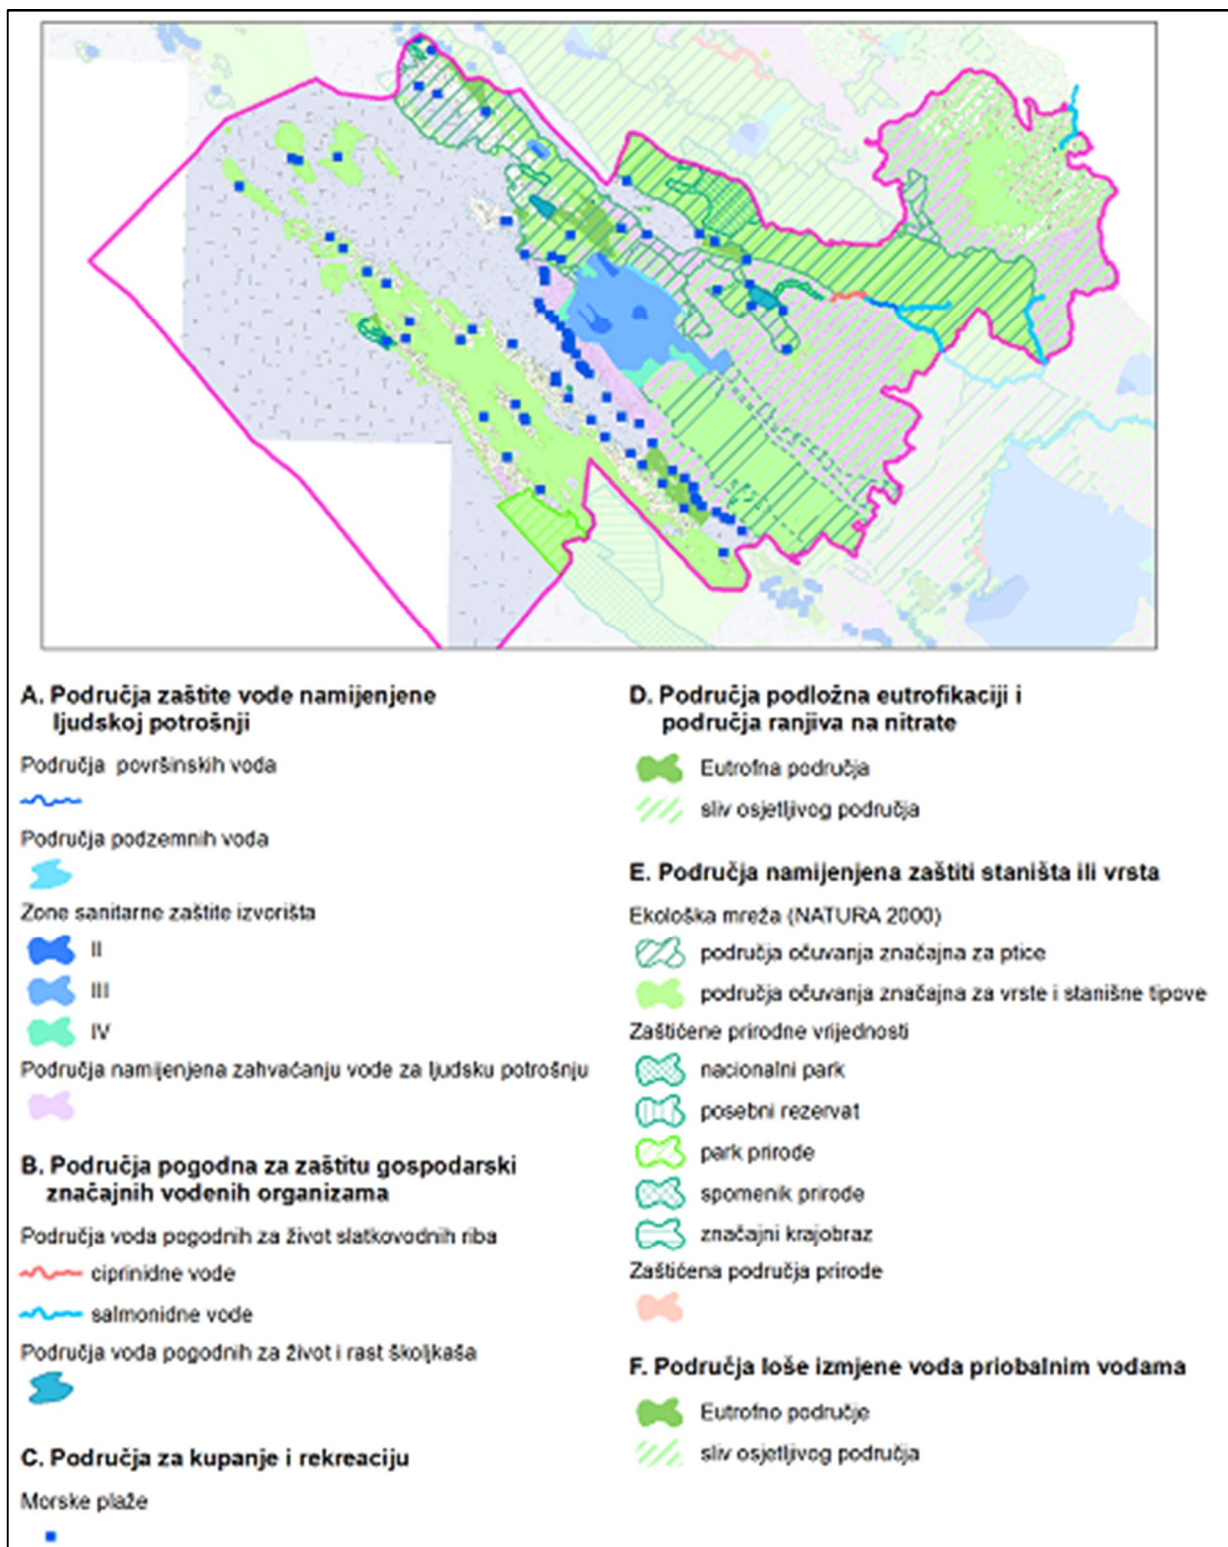 A. Područja zaštite vode namijenjene
ljudskoj potrošnji
Područja površinskih voda
Područja podzemnih voda
Zone sanitarne zaštite izvorišta
II
III
IV
Područja namijenjena zahvaćanju vode za ljudsku potrošnju
B. Područja pogodna za zaštitu gospodarski
značajnih vodenih organizama
Područja voda pogodnih za život slatkovodnih riba
ciprinidne vode
salmonidne vode
Područja voda pogodnih za život i rast školjkaša
C. Područja za kupanje i rekreaciju
Morske plaže
D. Područja podložna eutrofikaciji i
područja ranjiva na nitrate
Eutrofna područja
sliv osjetljivog područja
E. Područja namijenjena zaštiti staništa ili vrsta
Ekološka mreža (NATURA 2000)
područja očuvanja značajna za ptice
područja očuvanja značajna za vrste i stanišne tipove
Zaštićene prirodne vrijednosti
nacionalni park
posebni rezervat
park prirode
spomenik prirode
značajni krajobraz
Zaštićena područja prirode
F. Područja loše izmjene voda priobalnim vodama
Eutrofno područje
sliv osjetljivog područja